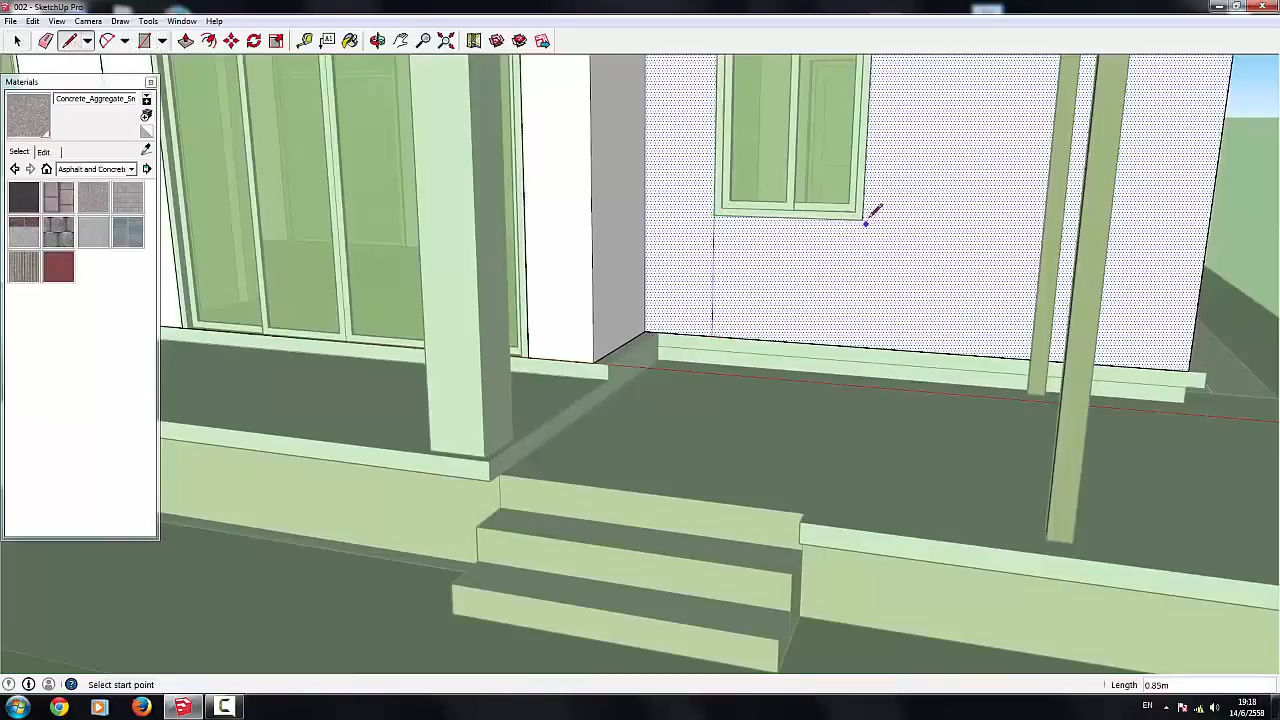 002 - SketchUp Pro
File Edit View Camera Draw Tools Window Help
Materials
Concrete_Aggregate_Sm
Select Edit
Asphalt and Concrete
Select start point
Length 0.85m
EN
19:18
14/6/2558